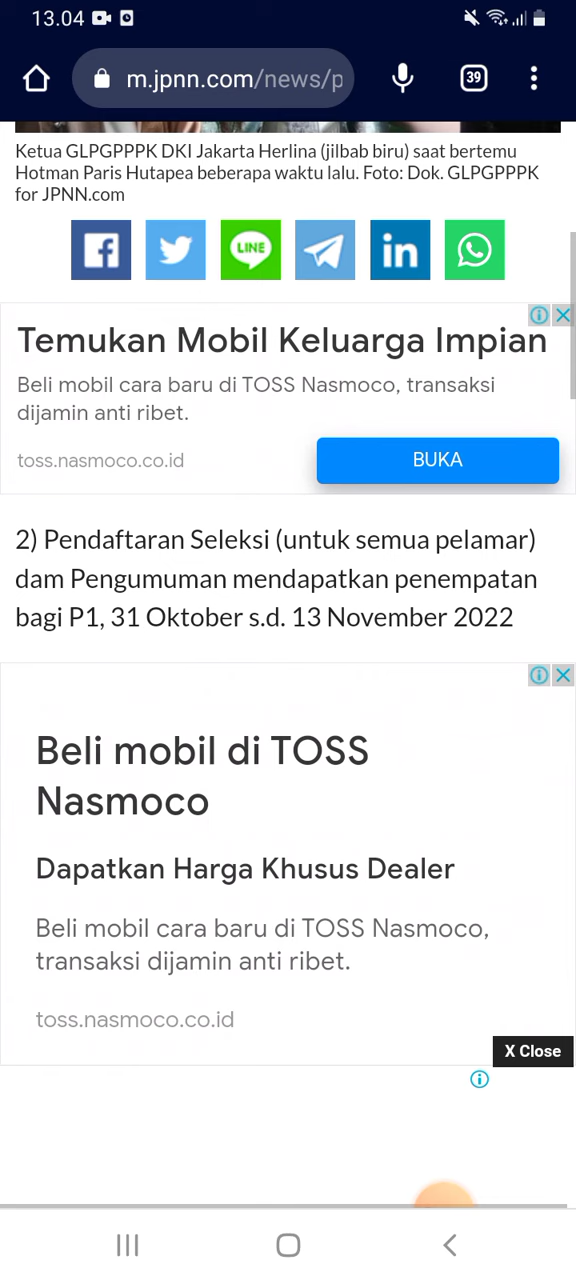 13.04
m.jpnn.com/news/p
39
Ketua GLPGPPPK DKI Jakarta Herlina (jilbab biru) saat bertemu
Hotman Paris Hutapea beberapa waktu lalu. Foto: Dok. GLPGPPPK
for JPNN.com
LINE
in
Temukan Mobil Keluarga Impian
Beli mobil cara baru di TOSS Nasmoco, transaksi
dijamin anti ribet.
toss.nasmoco.co.id
BUKA
2) Pendaftaran Seleksi (untuk semua pelamar)
dam Pengumuman mendapatkan penempatan
bagi P1, 31 Oktober s.d. 13 November 2022
Beli mobil di TOSS
Nasmoco
Dapatkan Harga Khusus Dealer
Beli mobil cara baru di TOSS Nasmoco,
transaksi dijamin anti ribet.
toss.nasmoco.co.id
X Close